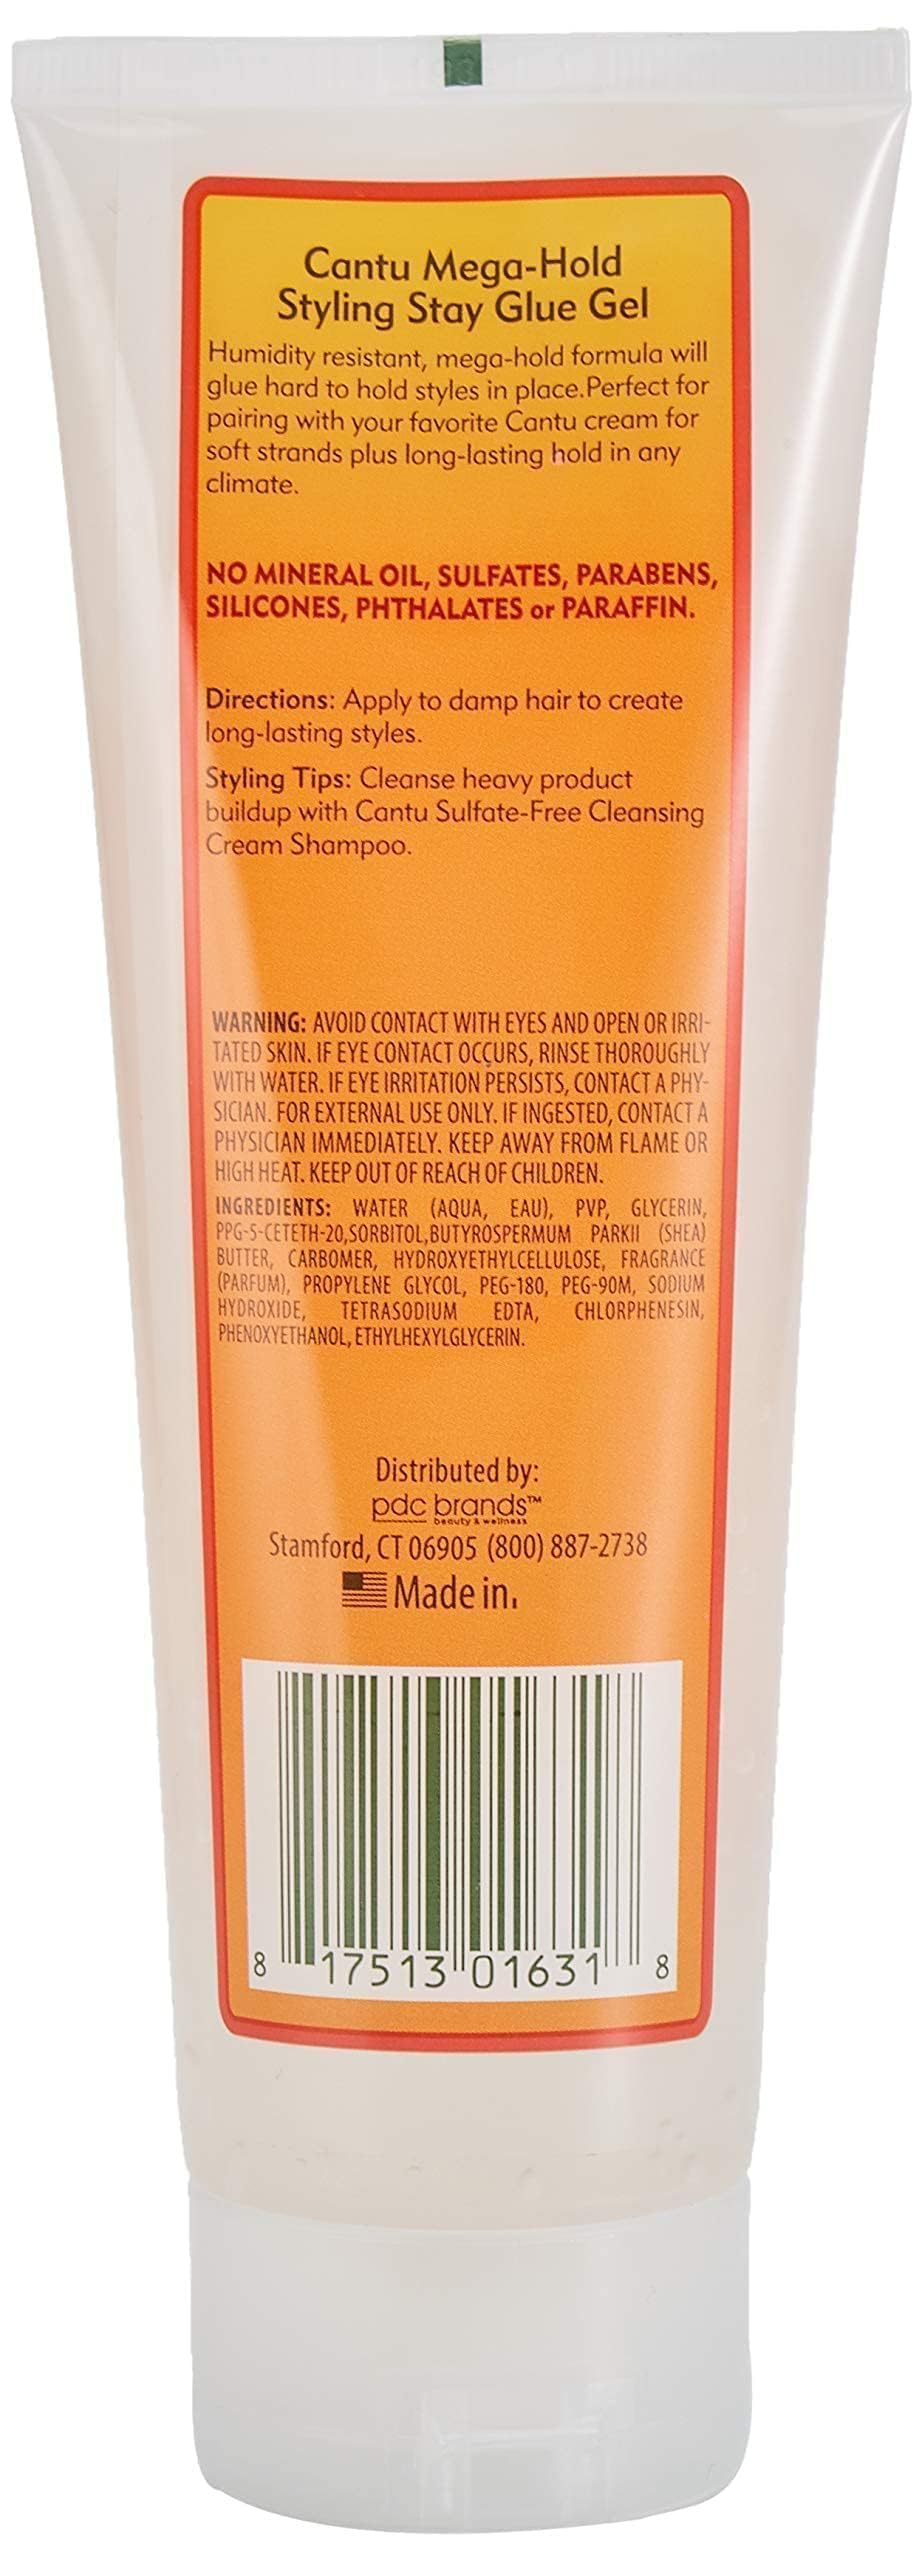 Cantu Mega-Hold
Styling Stay Glue Gel
Humidity resistant, mega-hold formula will
glue hard to hold styles in place.Perfect for
pairing with your favorite Cantu cream for
soft strands plus long-lasting hold in any
climate.
NO MINERAL OIL, SULFATES, PARABENS,
SILICONES, PHTHALATES or PARAFFIN.
Directions: Apply to damp hair to create
long-lasting styles.
Styling Tips: Cleanse heavy product
buildup with Cantu Sulfate-Free Cleansing
Cream Shampoo.
WARNING: AVOID CONTACT WITH EYES AND OPEN OR IRRI-
TATED SKIN. IF EYE CONTACT OCCURS, RINSE THOROUGHLY
WITH WATER. IF EYE IRRITATION PERSISTS, CONTACT A PHY-
SICIAN. FOR EXTERNAL USE ONLY. IF INGESTED, CONTACT A
PHYSICIAN IMMEDIATELY. KEEP AWAY FROM FLAME OR
HIGH HEAT. KEEP OUT OF REACH OF CHILDREN.
INGREDIENTS: WATER (AQUA, EAU), PVP, GLYCERIN,
PPG-5-CETETH-20,SORBITOL,BUTYROSPERMUM PARKII (SHEA)
BUTTER, CARBOMER, HYDROXYETHYLCELLULOSE, FRAGRANCE
(PARFUM), PROPYLENE GLYCOL, PEG-180, PEG-90M, SODIUM
HYDROXIDE, TETRASODIUM EDTA, CHLORPHENESIN,
PHENOXYETHANOL, ETHYLHEXYLGLYCERIN.
Distributed by:
pdc brands™
beauty & wellness
Stamford, CT 06905 (800) 887-2738
Made in.
8 17513 01631 8